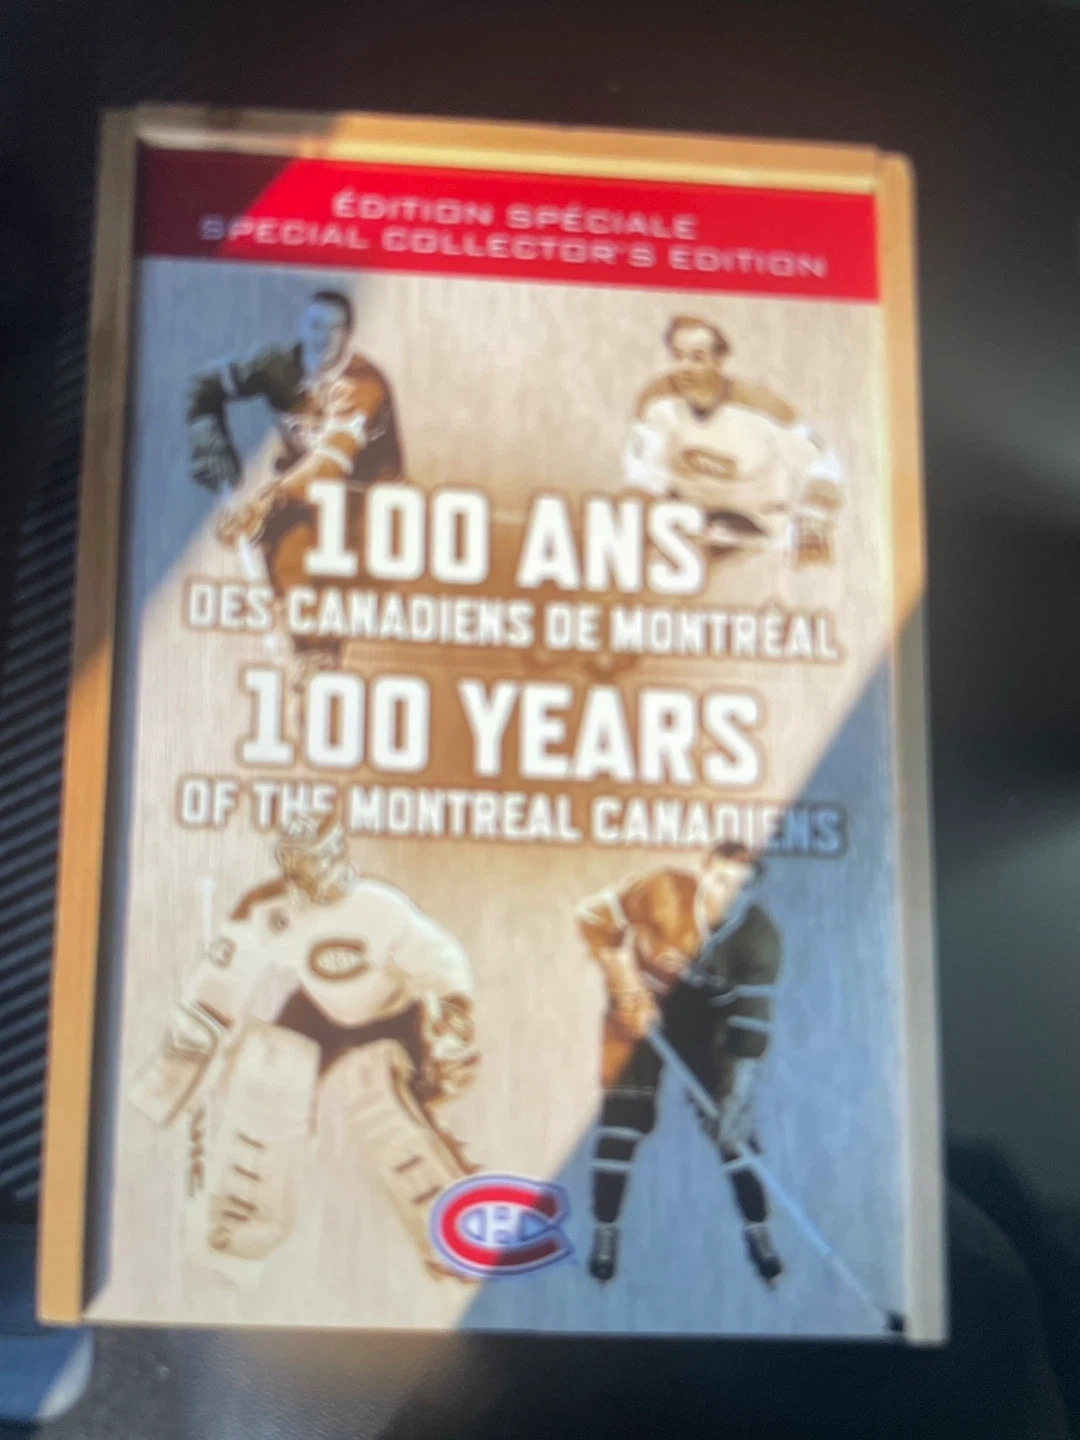 ÉDITION SPÉCIALE
SPECIAL COLLECTOR'S EDITION
100 ANS
DES CANADIENS DE MONTRÉAL
100 YEARS
OF THE MONTREAL CANADIENS